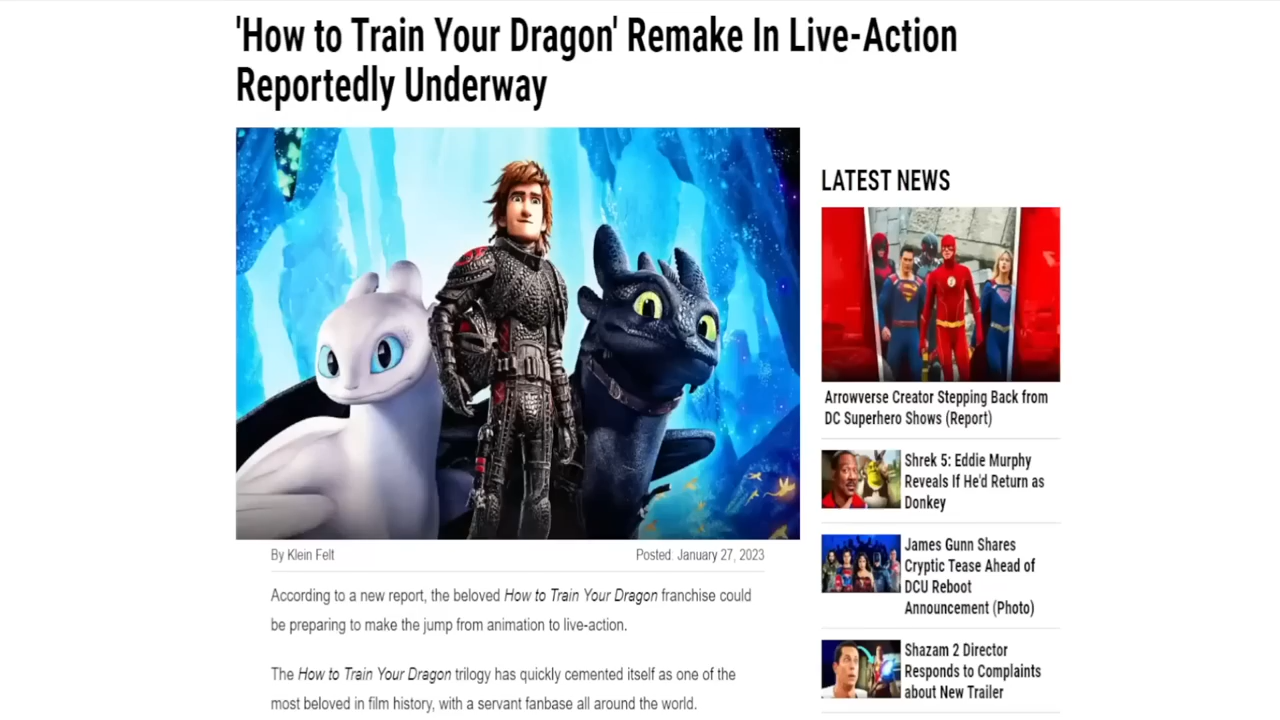 'How to Train Your Dragon' Remake In Live-Action
Reportedly Underway
LATEST NEWS
Arrowverse Creator Stepping Back from
DC Superhero Shows (Report)
Shrek 5: Eddie Murphy
Reveals If He'd Return as
Donkey
James Gunn Shares
Cryptic Tease Ahead of
DCU Reboot
Announcement (Photo)
Shazam 2 Director
Responds to Complaints
about New Trailer
By Klein Felt
Posted: January 27, 2023
According to a new report, the beloved How to Train Your Dragon franchise could
be preparing to make the jump from animation to live-action.
The How to Train Your Dragon trilogy has quickly cemented itself as one of the
most beloved in film history, with a servant fanbase all around the world.